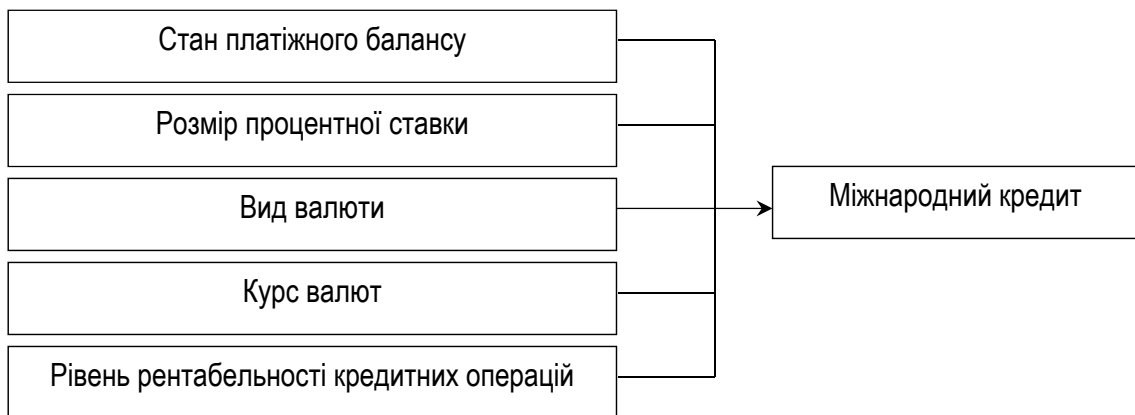 Стан платіжного балансу
Розмір процентної ставки
Вид валюти
Міжнародний кредит
Курс валют
Рівень рентабельності кредитних операцій